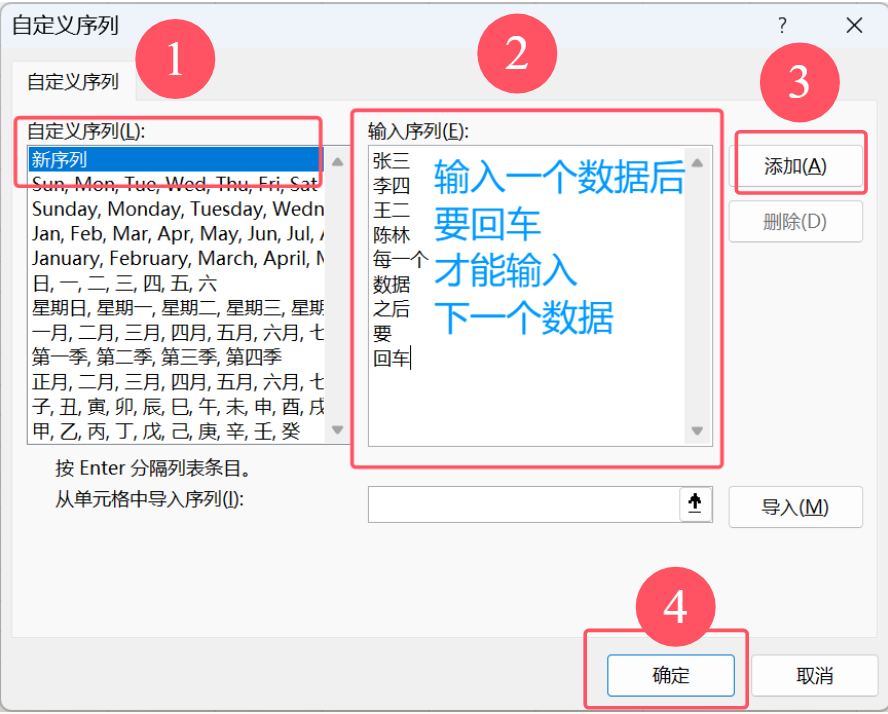 自定义序列
?
1
2
3
自定义序列
自定义序列(L):
新序列
Sun, Mon, Tue, Wed, Thu, Fri, Sat
Sunday, Monday, Tuesday, Wedn
Jan, Feb, Mar, Apr, May, Jun, Jul,
January, February, March, April,
日, 一, 二, 三, 四, 五, 六
星期日, 星期一, 星期二, 星期三, 星期
一月, 二月, 三月, 四月, 五月, 六月, 七
第一季, 第二季, 第三季, 第四季
正月, 二月, 三月, 四月, 五月, 六月, 七
子, 丑, 寅, 卯, 辰, 巳, 午, 未, 申, 酉, 戌
甲, 乙, 丙, 丁, 戊, 己, 庚, 辛, 壬, 癸
输入序列(E):
张三
李四
王二
陈林
每一个
数据
之后
要
回车
输入一个数据后
要回车
才能输入
下一个数据
添加(A)
删除(D)
按 Enter 分隔列表条目。
从单元格中导入序列(I):
导入(M)
4
确定
取消